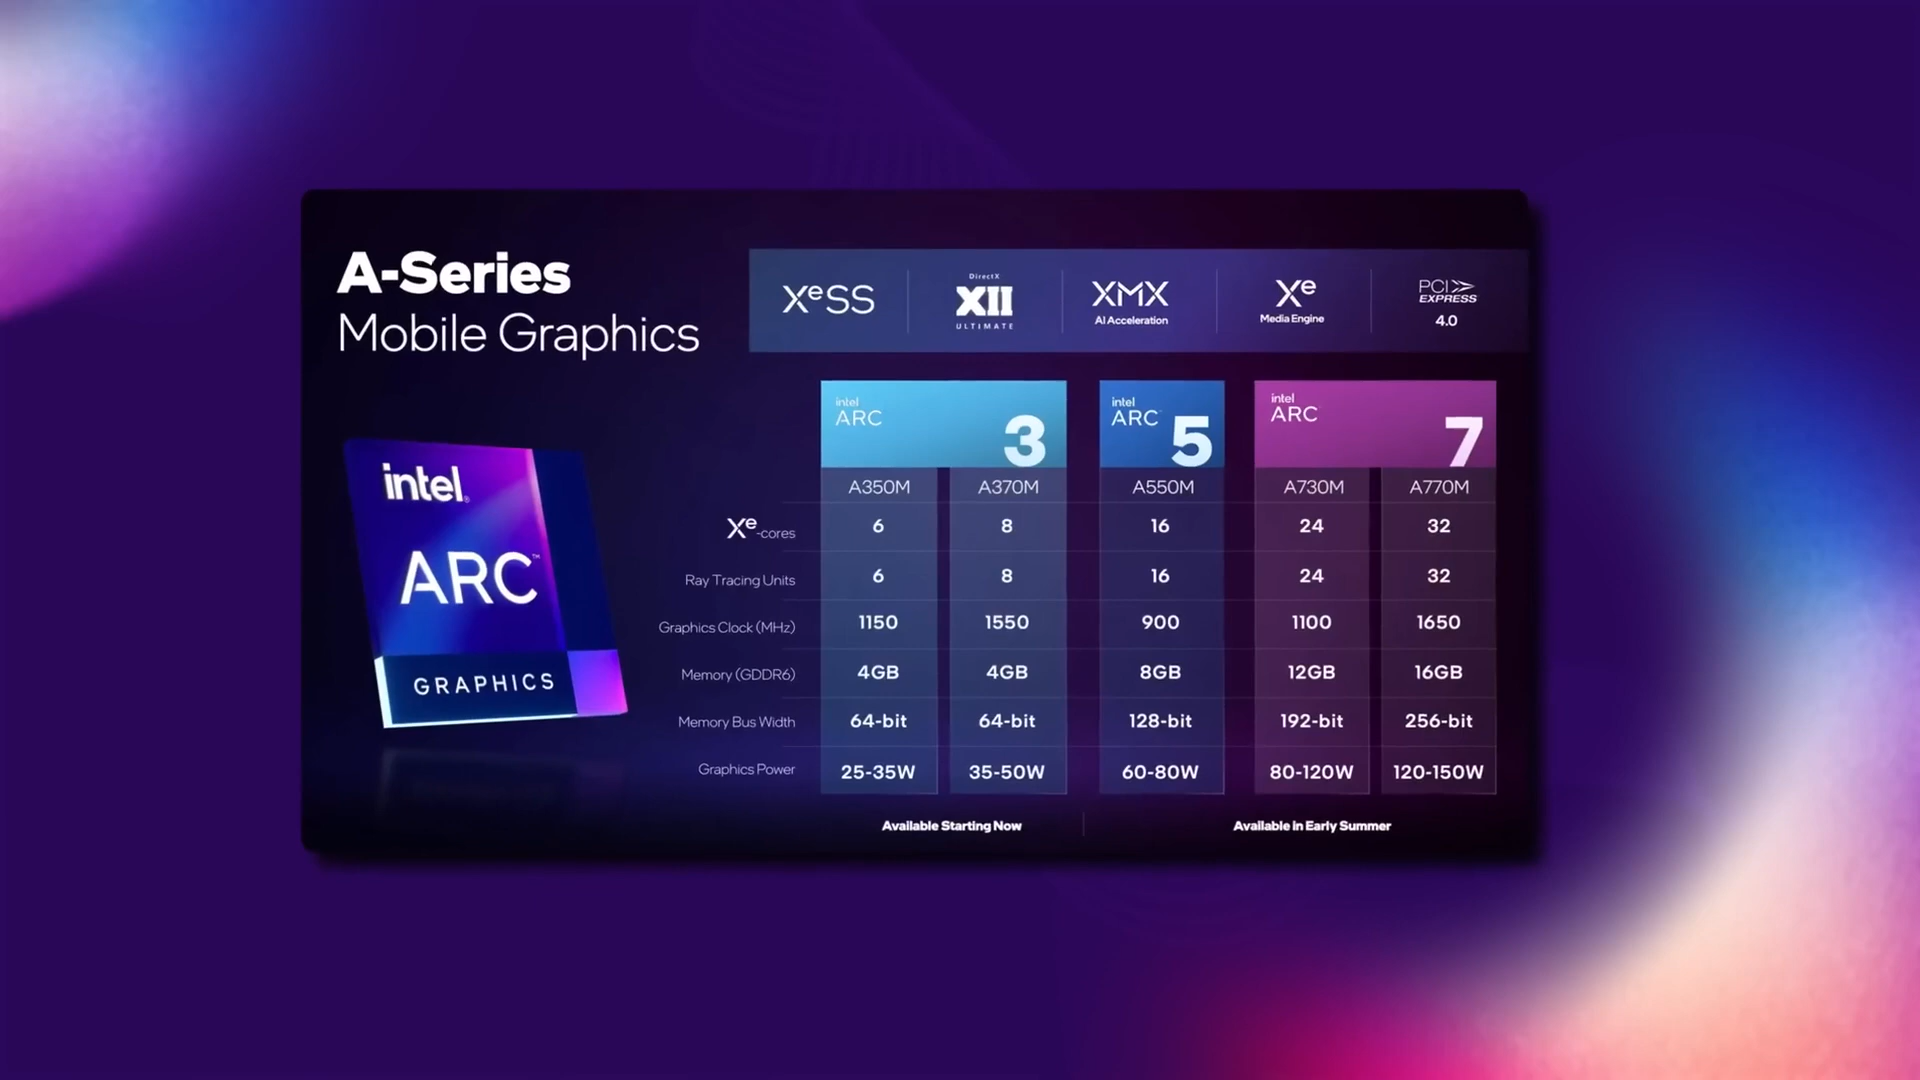 A-Series
Mobile Graphics
XeSS
DirectX
XII
ULTIMATE
XMX
AI Acceleration
Xe
Media Engine
PCI
EXPRESS
4.0
intel
ARC
3
intel
ARC
5
intel
ARC
7
intel®
ARC™
GRAPHICS
A350M A370M A550M A730M A770M
Xe-cores 6 8 16 24 32
Ray Tracing Units 6 8 16 24 32
Graphics Clock (MHz) 1150 1550 900 1100 1650
Memory (GDDR6) 4GB 4GB 8GB 12GB 16GB
Memory Bus Width 64-bit 64-bit 128-bit 192-bit 256-bit
Graphics Power 25-35W 35-50W 60-80W 80-120W 120-150W
Available Starting Now
Available in Early Summer